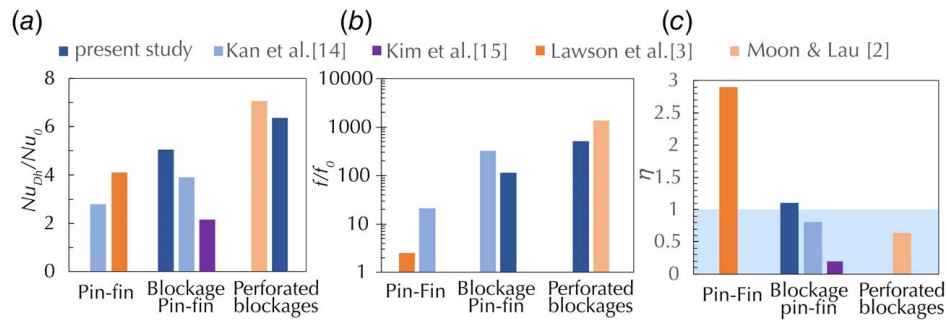 (a) (b) (c)
present study Kan et al.[14] Kim et al.[15] Lawson et al.[3] Moon & Lau [2]
Nu_Dh/Nu_0
8
6
4
2
0
Pin-fin Blockage Pin-fin Perforated blockages
f/f_0
10000
1000
100
10
1
Pin-Fin Blockage Pin-fin Perforated blockages
η
3
2.5
2
1.5
1
0.5
0
Pin-Fin Blockage pin-fin Perforated blockages